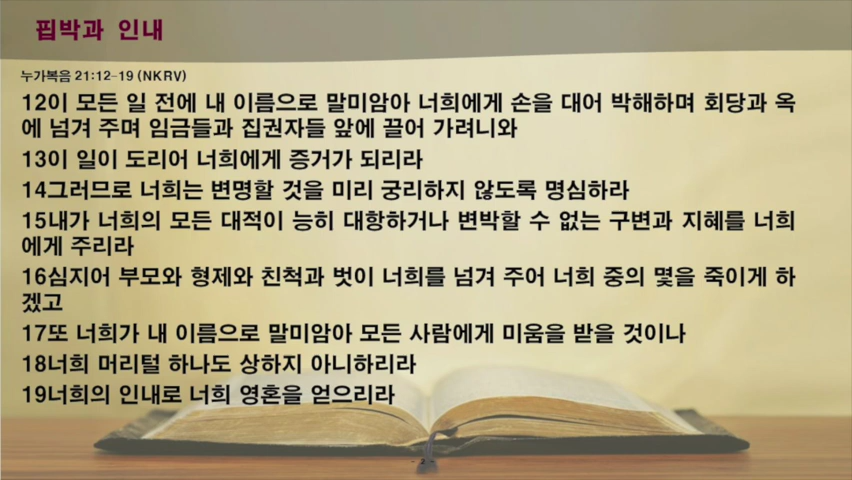 핍박과 인내
누가복음 21:12-19 (NKRV)
12이 모든 일 전에 내 이름으로 말미암아 너희에게 손을 대어 박해하며 회당과 옥
에 넘겨 주며 임금들과 집권자들 앞에 끌어 가려니와
13이 일이 도리어 너희에게 증거가 되리라
14그러므로 너희는 변명할 것을 미리 궁리하지 않도록 명심하라
15내가 너희의 모든 대적이 능히 대항하거나 변박할 수 없는 구변과 지혜를 너희
에게 주리라
16심지어 부모와 형제와 친척과 벗이 너희를 넘겨 주어 너희 중의 몇을 죽이게 하
겠고
17또 너희가 내 이름으로 말미암아 모든 사람에게 미움을 받을 것이나
18너희 머리털 하나도 상하지 아니하리라
19너희의 인내로 너희 영혼을 얻으리라